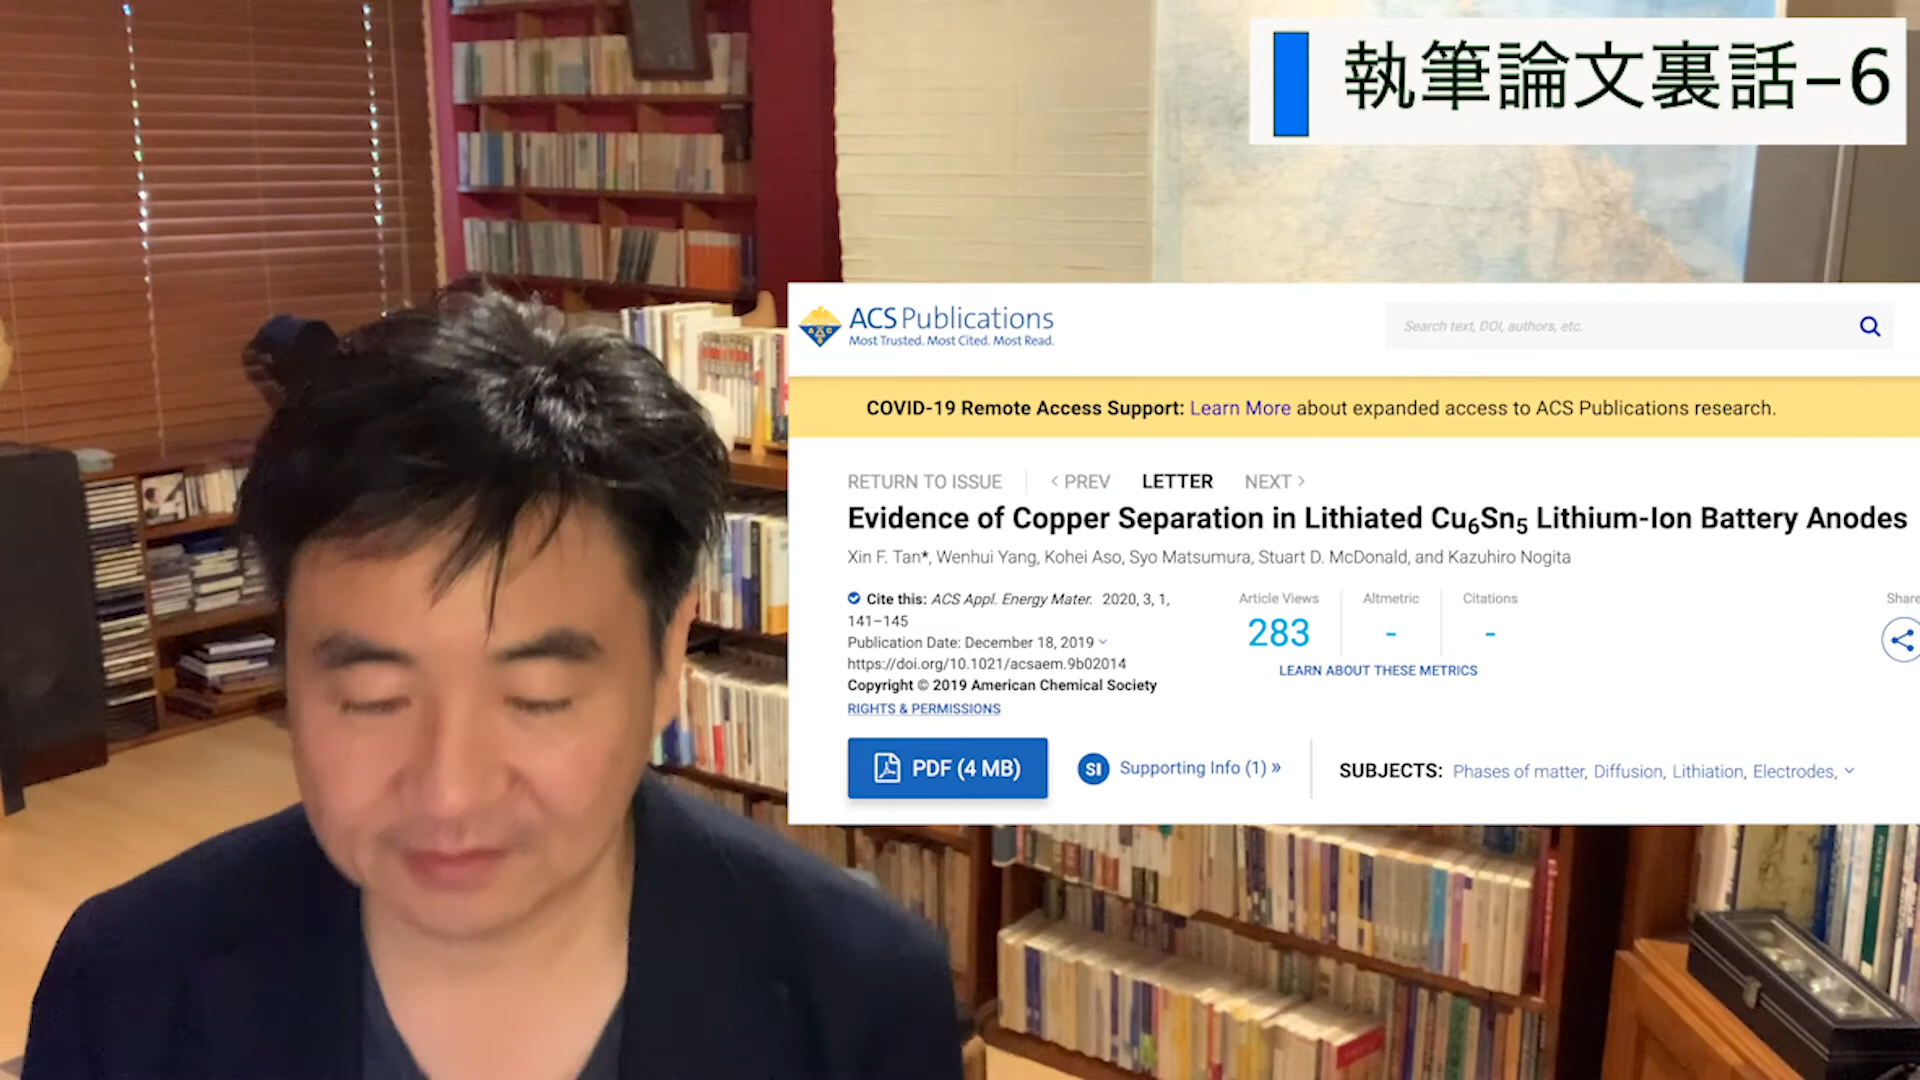 執筆論文裏話-6
ACS Publications
Most Trusted. Most Cited. Most Read.
Search text, DOI, authors, etc.
COVID-19 Remote Access Support: Learn More about expanded access to ACS Publications research.
RETURN TO ISSUE
< PREV
LETTER
NEXT >
Evidence of Copper Separation in Lithiated Cu₆Sn₅ Lithium-Ion Battery Anodes
Xin F. Tan*, Wenhui Yang, Kohei Aso, Syo Matsumura, Stuart D. McDonald, and Kazuhiro Nogita
Cite this: ACS Appl. Energy Mater. 2020, 3, 1,
141–145
Publication Date: December 18, 2019
https://doi.org/10.1021/acsaem.9b02014
Copyright © 2019 American Chemical Society
RIGHTS & PERMISSIONS
Article Views
283
Altmetric
-
Citations
-
LEARN ABOUT THESE METRICS
Share
PDF (4 MB)
SI
Supporting Info (1) »
SUBJECTS: Phases of matter, Diffusion, Lithiation, Electrodes,